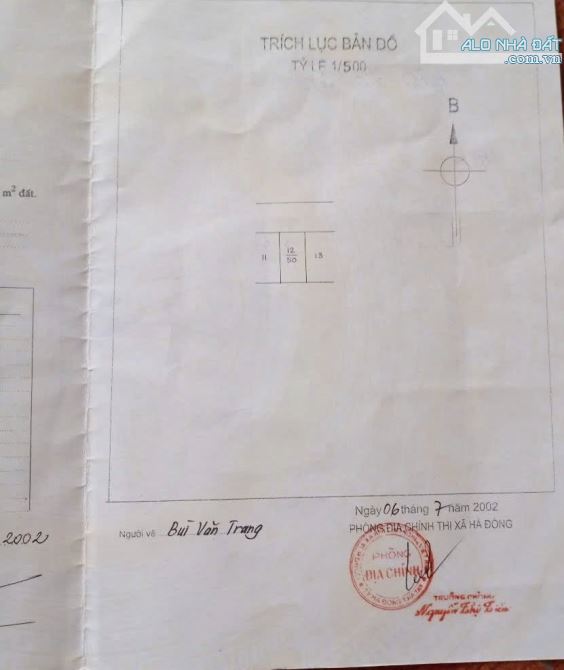 ALO NHÀ ĐẤT
.com.vn
TRÍCH LỤC BẢN ĐỒ
TỶ LỆ 1/500
B
m² đất.
11
12
50
13
2002
Ngày 06 tháng 7 năm 2002
Người vẽ Bùi Văn Trang
PHÒNG ĐỊA CHÍNH THỊ XÃ HÀ ĐÔNG
PHÒNG
ĐỊA CHÍNH
TRƯỞNG PHÒNG
Nguyễn Thị